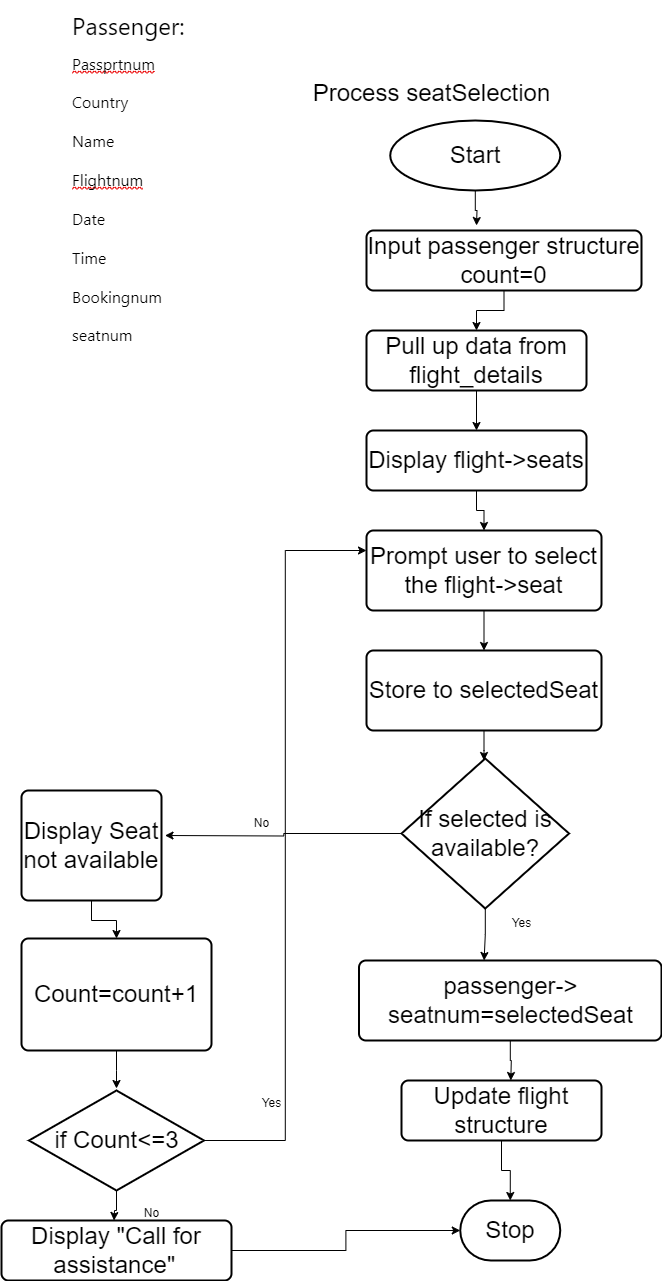 Passenger:
Passprtnum
Country
Name
Flightnum
Date
Time
Bookingnum
seatnum
Process seatSelection
Start
Input passenger structure
count=0
Pull up data from
flight_details
Display flight->seats
Prompt user to select
the flight->seat
Store to selectedSeat
If selected is
available?
No
Display Seat
not available
Count=count+1
if Count<=3
Yes
No
Display "Call for
assistance"
Yes
passenger->
seatnum=selectedSeat
Update flight
structure
Stop